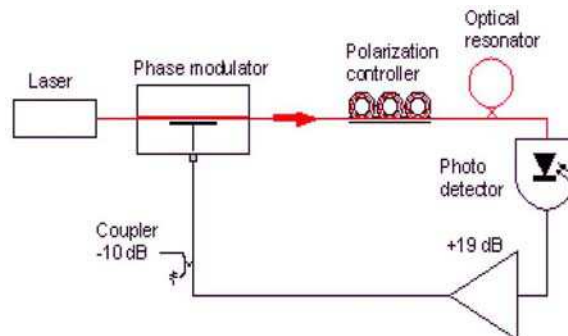 Optical
resonator
Polarization
controller
Phase modulator
Laser
Photo
detector
Coupler
-10 dB
+19 dB